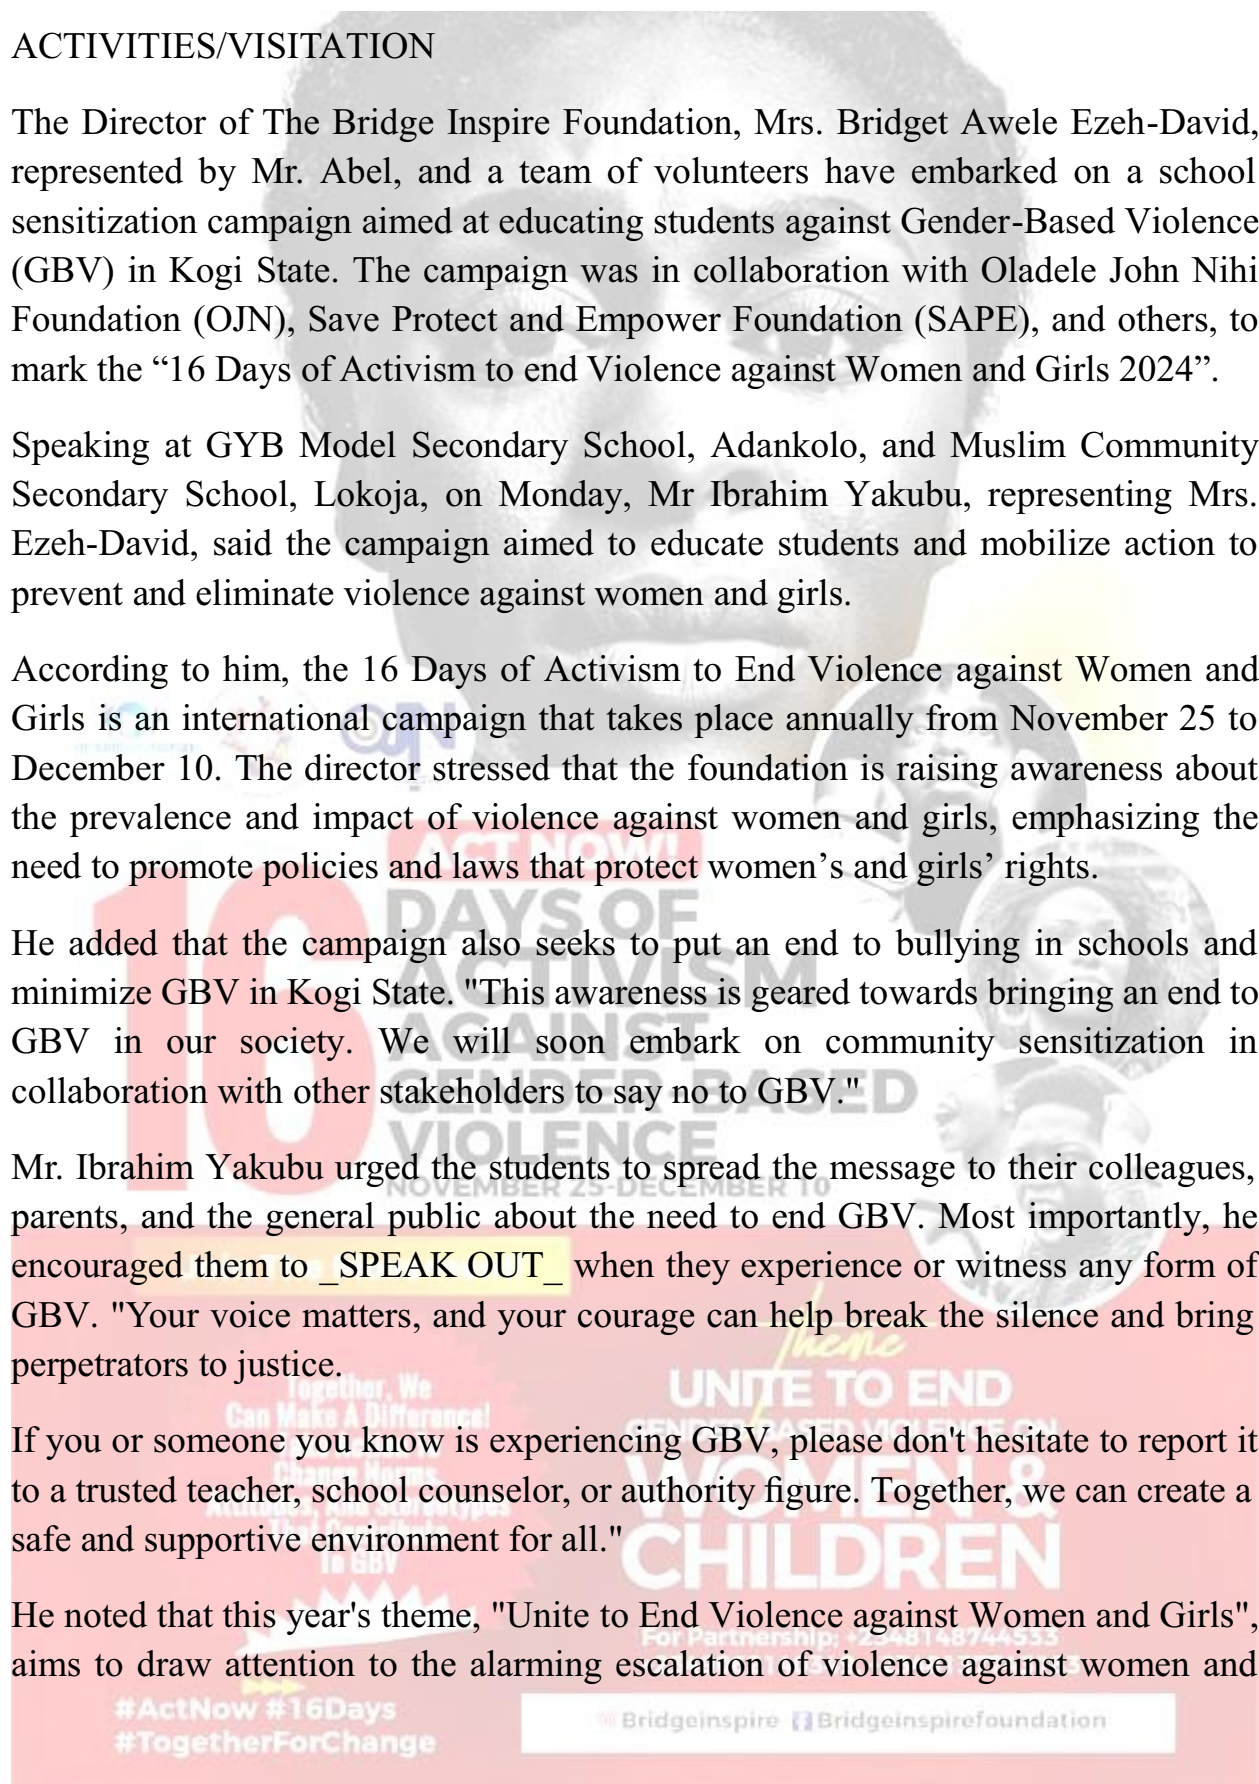 ACTIVITIES/VISITATION
The Director of The Bridge Inspire Foundation, Mrs. Bridget Awele Ezeh-David,
represented by Mr. Abel, and a team of volunteers have embarked on a school
sensitization campaign aimed at educating students against Gender-Based Violence
(GBV) in Kogi State. The campaign was in collaboration with Oladele John Nihi
Foundation (OJN), Save Protect and Empower Foundation (SAPE), and others, to
mark the “16 Days of Activism to end Violence against Women and Girls 2024”.
Speaking at GYB Model Secondary School, Adankolo, and Muslim Community
Secondary School, Lokoja, on Monday, Mr Ibrahim Yakubu, representing Mrs.
Ezeh-David, said the campaign aimed to educate students and mobilize action to
prevent and eliminate violence against women and girls.
According to him, the 16 Days of Activism to End Violence against Women and
Girls is an international campaign that takes place annually from November 25 to
December 10. The director stressed that the foundation is raising awareness about
the prevalence and impact of violence against women and girls, emphasizing the
need to promote policies and laws that protect women’s and girls’ rights.
He added that the campaign also seeks to put an end to bullying in schools and
minimize GBV in Kogi State. "This awareness is geared towards bringing an end to
GBV in our society. We will soon embark on community sensitization in
collaboration with other stakeholders to say no to GBV."
Mr. Ibrahim Yakubu urged the students to spread the message to their colleagues,
parents, and the general public about the need to end GBV. Most importantly, he
encouraged them to _SPEAK OUT_ when they experience or witness any form of
GBV. "Your voice matters, and your courage can help break the silence and bring
perpetrators to justice.
If you or someone you know is experiencing GBV, please don't hesitate to report it
to a trusted teacher, school counselor, or authority figure. Together, we can create a
safe and supportive environment for all."
He noted that this year's theme, "Unite to End Violence against Women and Girls",
aims to draw attention to the alarming escalation of violence against women and
OJN
ACT NOW!
16
DAYS OF
ACTIVISM
AGAINST
GENDER-BASED
VIOLENCE
NOVEMBER 25-DECEMBER 10
Together, We
Can Make A Difference!
Change Norms
To GBV
Theme
UNITE TO END
GENDER BASED VIOLENCE ON
WOMEN &
CHILDREN
For Partnership; +2348148744533
#ActNow #16Days
#TogetherForChange
Bridgeinspire Bridgeinspirefoundation